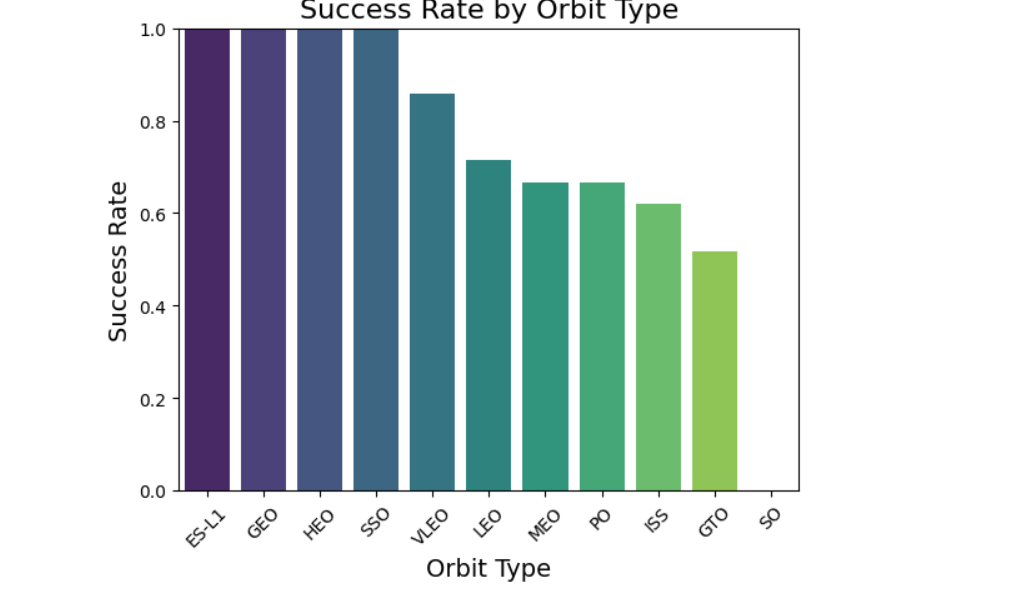 Success Rate by Orbit Type
1.0
0.8
0.6
0.4
0.2
0.0
Success Rate
ES-L1 GEO HEO SSO VLEO LEO MEO PO ISS GTO SO
Orbit Type